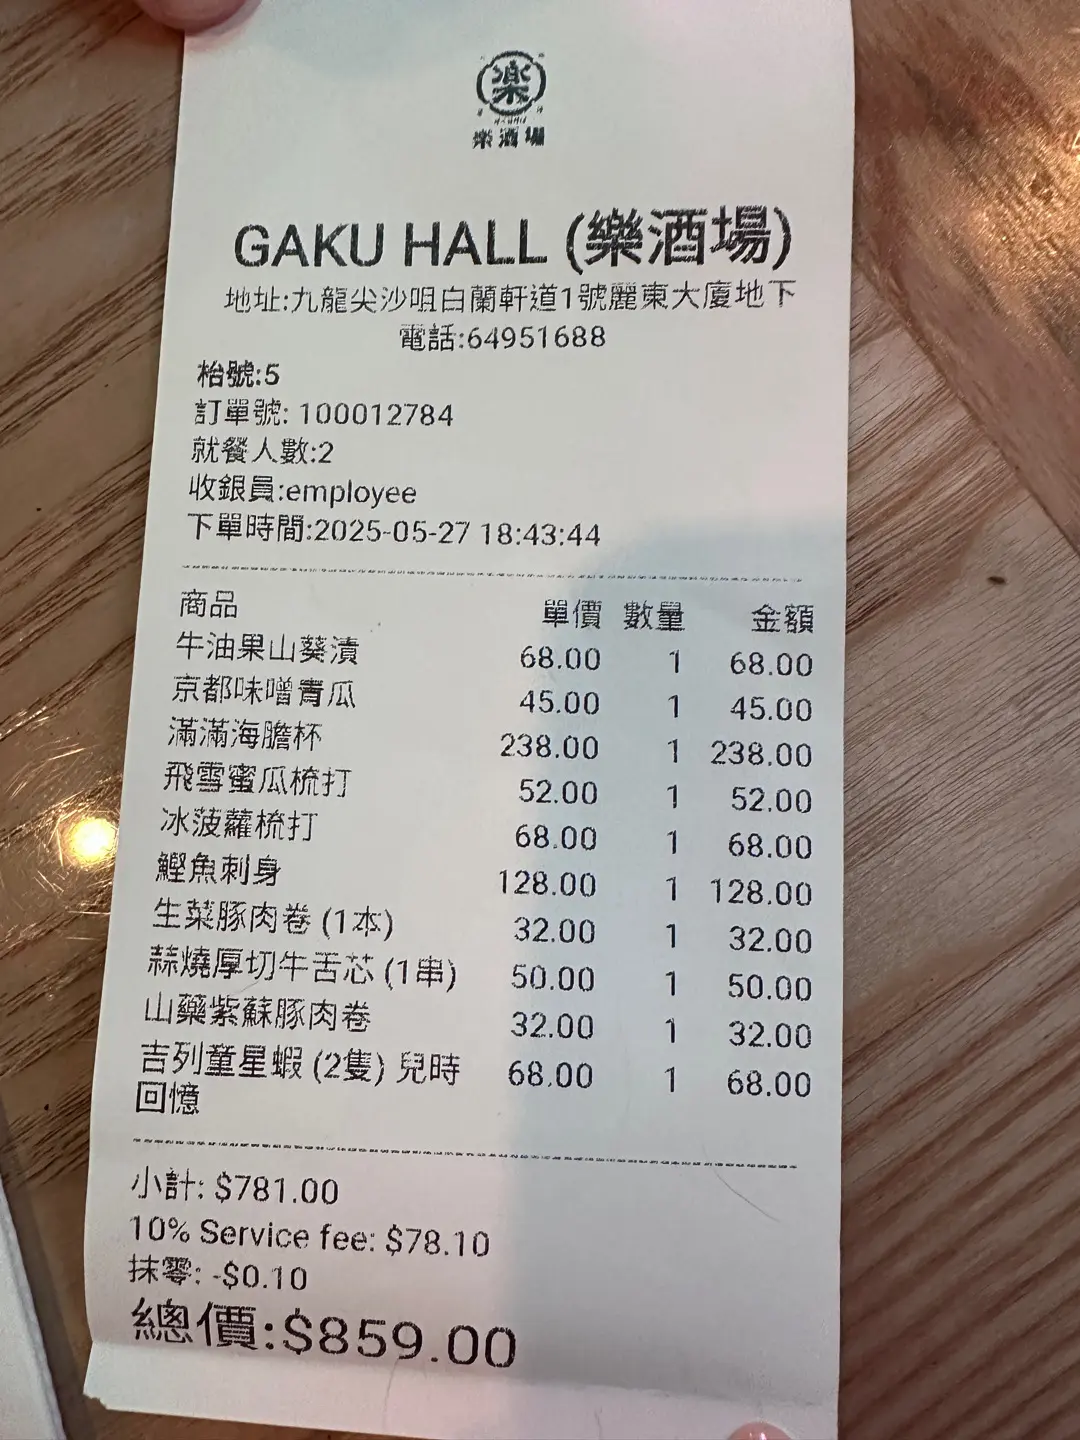 樂
樂酒場
GAKU HALL (樂酒場)
地址:九龍尖沙咀白蘭軒道1號麗東大廈地下
電話:64951688
枱號:5
訂單號: 100012784
就餐人數:2
收銀員:employee
下單時間:2025-05-27 18:43:44
商品 單價 數量 金額
牛油果山葵漬 68.00 1 68.00
京都味噌青瓜 45.00 1 45.00
滿滿海膽杯 238.00 1 238.00
飛雪蜜瓜梳打 52.00 1 52.00
冰菠蘿梳打 68.00 1 68.00
鰹魚刺身 128.00 1 128.00
生菜豚肉卷 (1本) 32.00 1 32.00
蒜燒厚切牛舌芯 (1串) 50.00 1 50.00
山藥紫蘇豚肉卷 32.00 1 32.00
吉列童星蝦 (2隻) 兒時 68.00 1 68.00
回憶
小計: $781.00
10% Service fee: $78.10
抹零: -$0.10
總價:$859.00